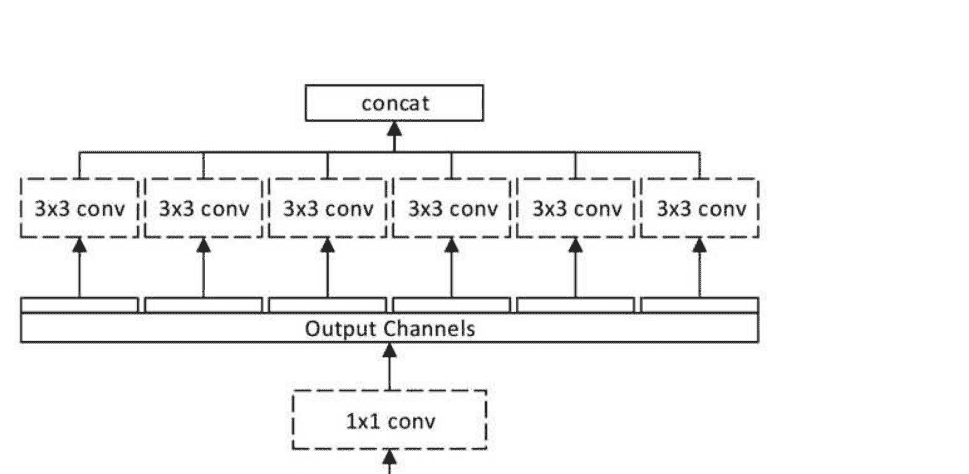 concat
3x3 conv 3x3 conv 3x3 conv 3x3 conv 3x3 conv 3x3 conv
Output Channels
1x1 conv